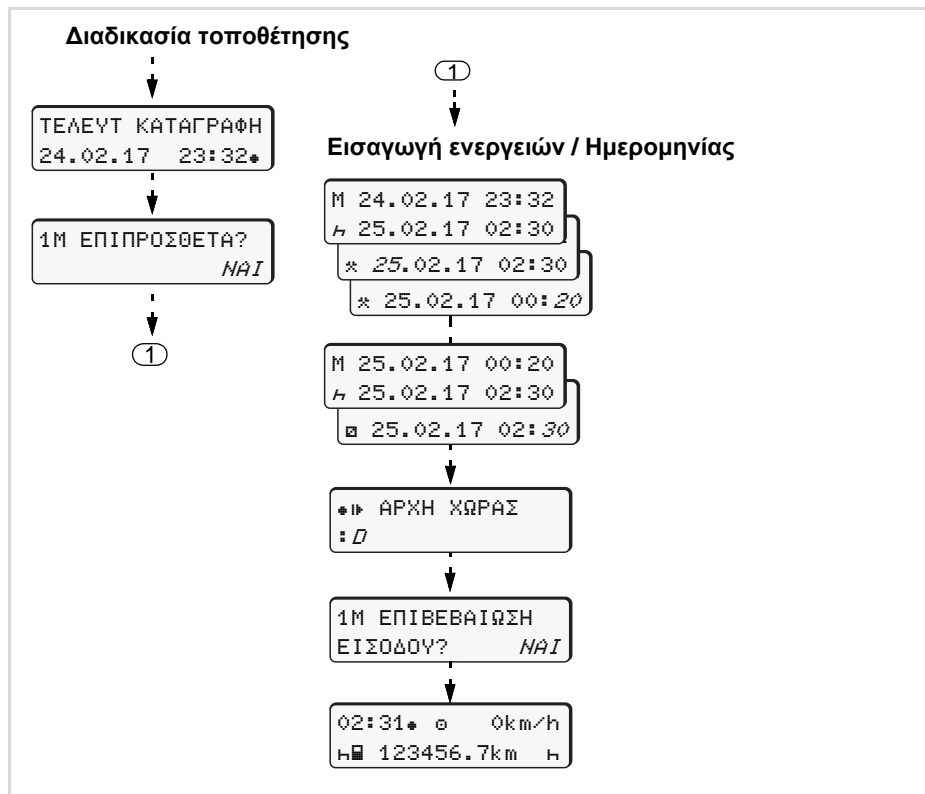 Διαδικασία τοποθέτησης
ΤΕΛΕΥΤ ΚΑΤΑΓΡΑΦΗ
24.02.17 23:32
1M ΕΠΙΠΡΟΣΘΕΤΑ?
ΝΑΙ
1
1
Εισαγωγή ενεργειών / Ημερομηνίας
M 24.02.17 23:32
25.02.17 02:30
25.02.17 02:30
25.02.17 00:20
M 25.02.17 00:20
25.02.17 02:30
25.02.17 02:30
ΑΡΧΗ ΧΩΡΑΣ
:D
1M ΕΠΙΒΕΒΑΙΩΣΗ
ΕΙΣΟΔΟΥ? ΝΑΙ
02:31 0km/h
123456.7km